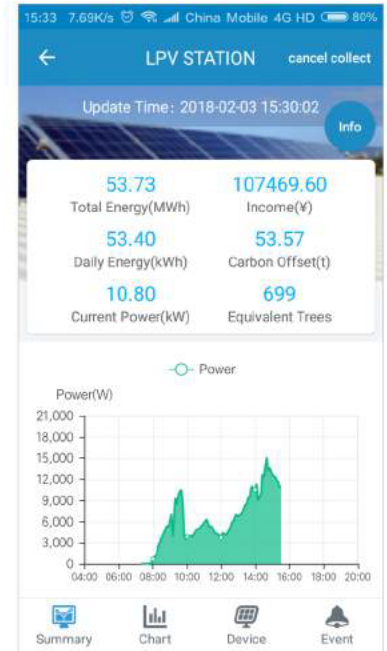 15:33 7.69K/s China Mobile 4G HD 80%
LPV STATION cancel collect
Update Time: 2018-02-03 15:30:02
Info
53.73 107469.60
Total Energy(MWh) Income(¥)
53.40 53.57
Daily Energy(kWh) Carbon Offset(t)
10.80 699
Current Power(kW) Equivalent Trees
Power
Power(W)
21,000
18,000
15,000
12,000
9,000
6,000
3,000
0
04:00 06:00 08:00 10:00 12:00 14:00 16:00 18:00 20:00
Summary Chart Device Event